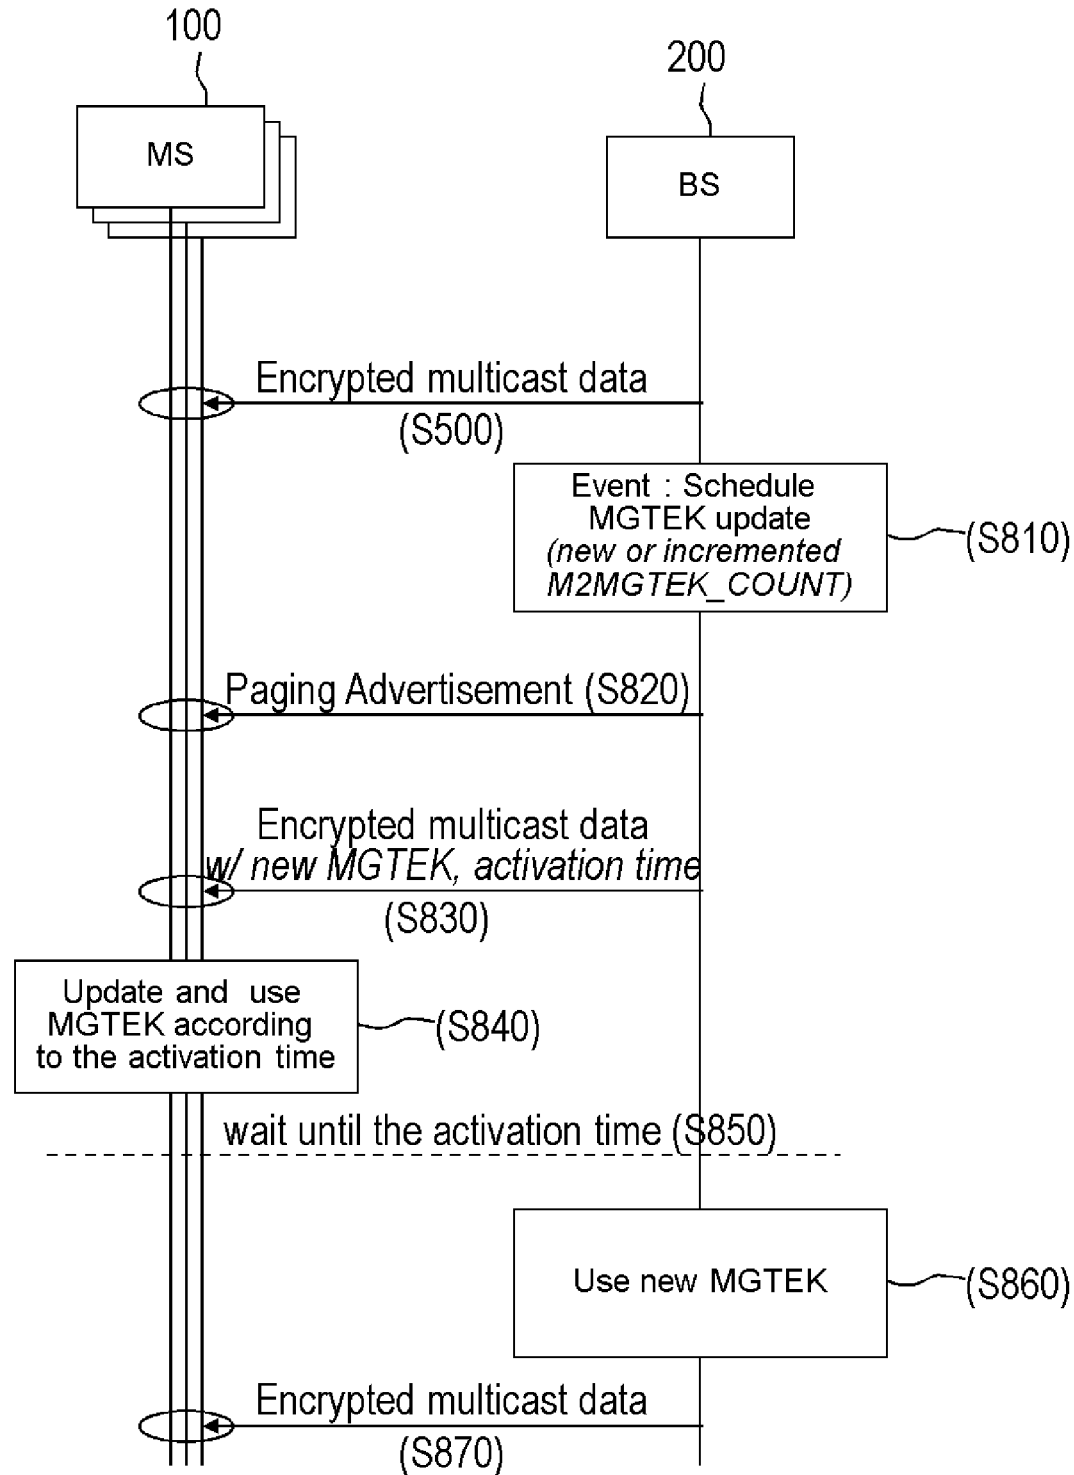 100
200
MS
BS
Encrypted multicast data
(S500)
Event : Schedule
MGTEK update
(new or incremented
M2MGTEK_COUNT)
(S810)
Paging Advertisement (S820)
Encrypted multicast data
w/ new MGTEK, activation time
(S830)
Update and use
MGTEK according
to the activation time
(S840)
wait until the activation time (S850)
Use new MGTEK
(S860)
Encrypted multicast data
(S870)